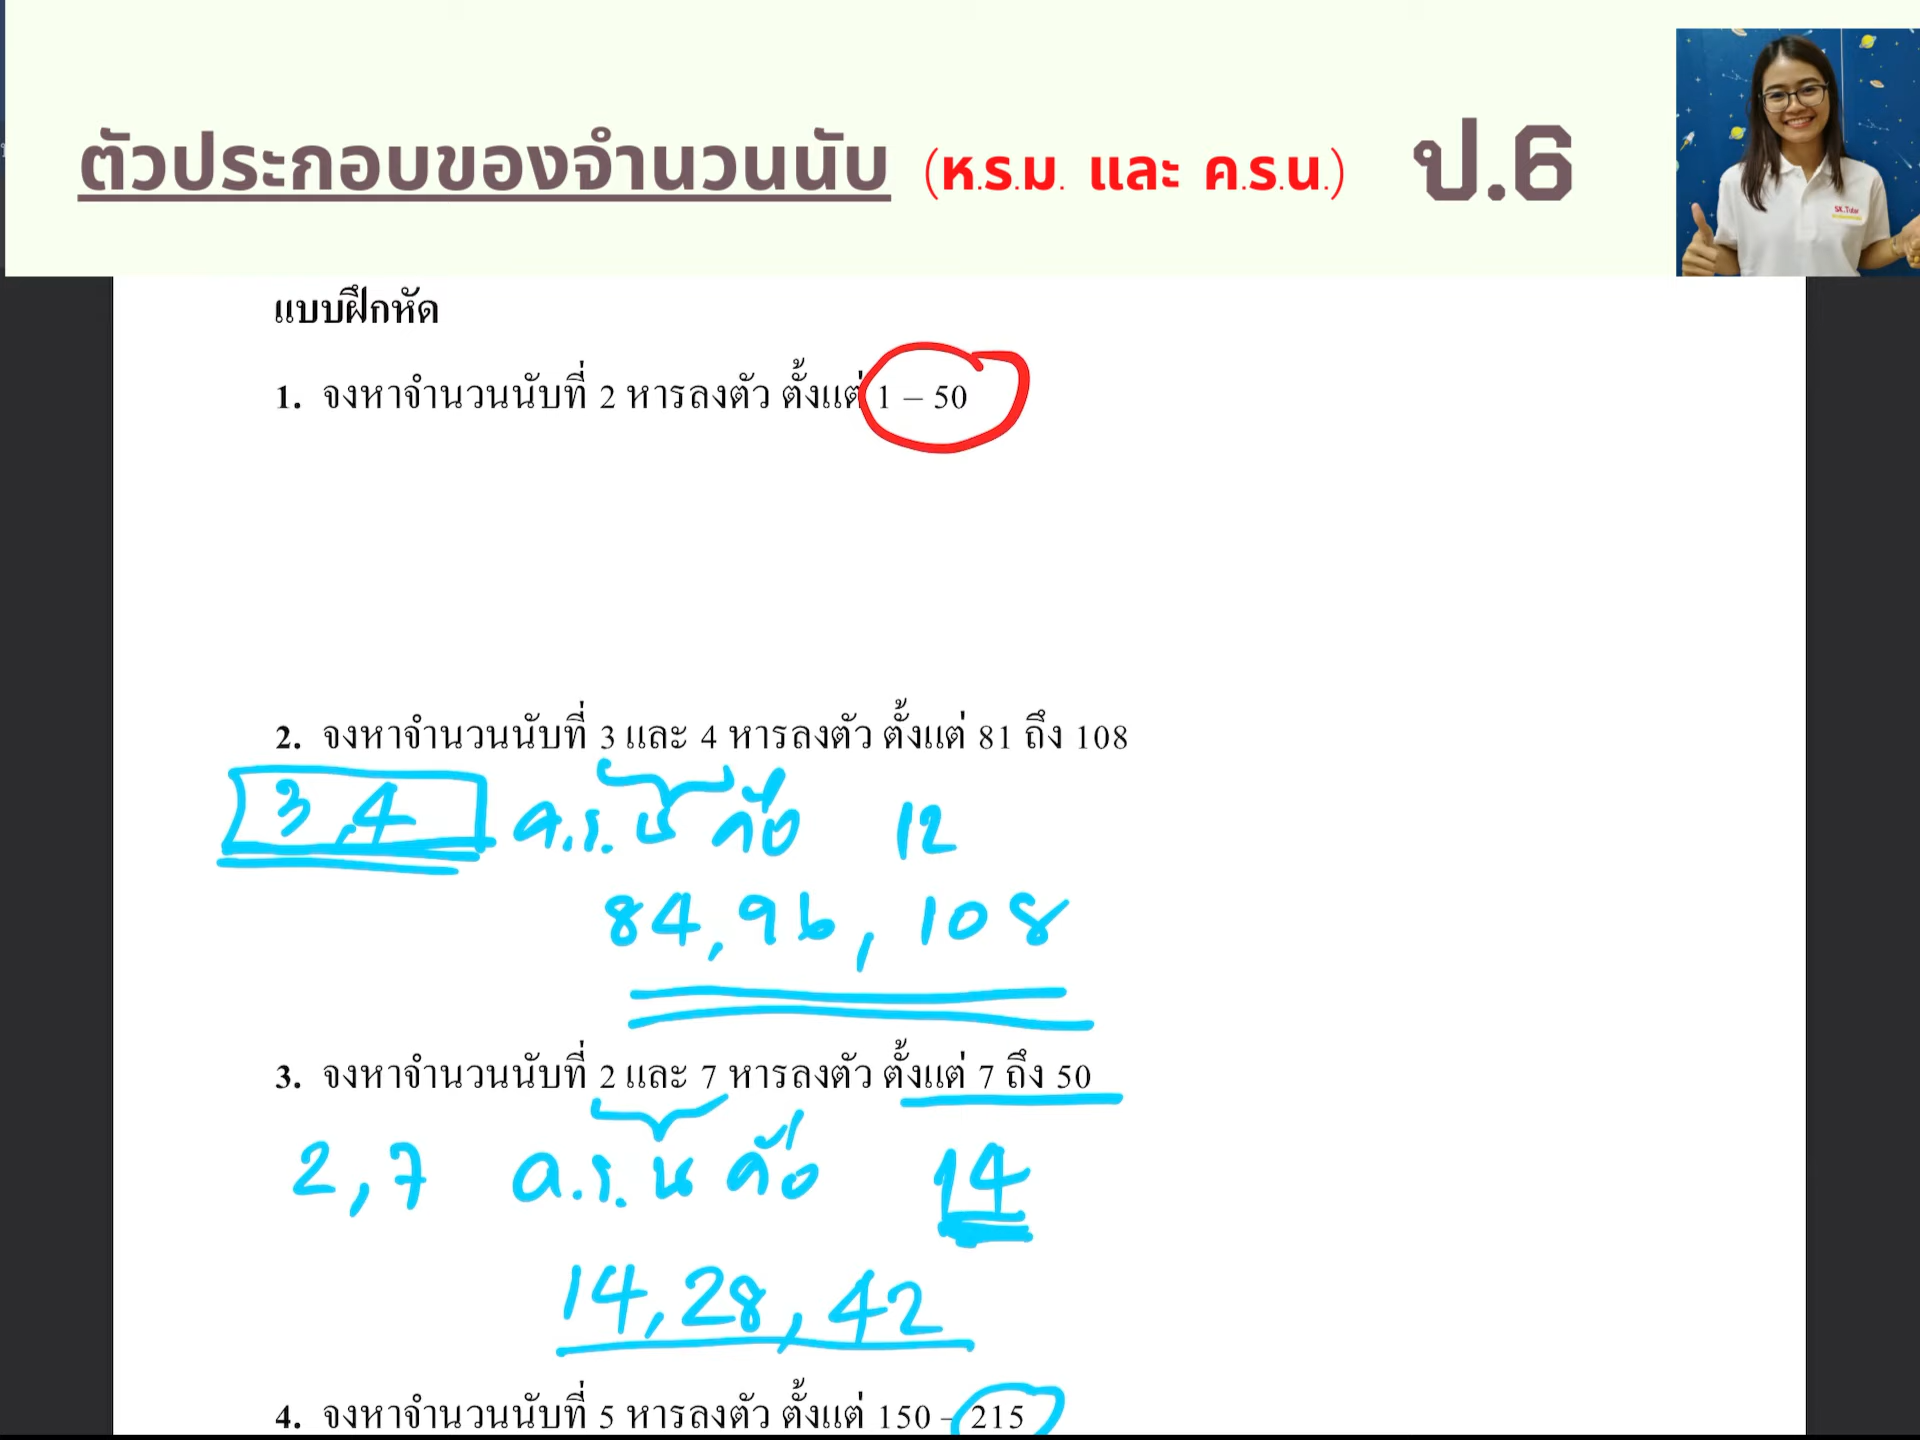 ตัวประกอบของจำนวนนับ (ห.ร.ม. และ ค.ร.น.) ป.6
SK.Tutor
แบบฝึกหัด
1. จงหาจำนวนนับที่ 2 หารลงตัว ตั้งแต่ 1 – 50
2. จงหาจำนวนนับที่ 3 และ 4 หารลงตัว ตั้งแต่ 81 ถึง 108
3,4 ค.ร.น คือ 12
84,96,108
3. จงหาจำนวนนับที่ 2 และ 7 หารลงตัว ตั้งแต่ 7 ถึง 50
2,7 ค.ร.น คือ 14
14,28,42
4. จงหาจำนวนนับที่ 5 หารลงตัว ตั้งแต่ 150 – 215